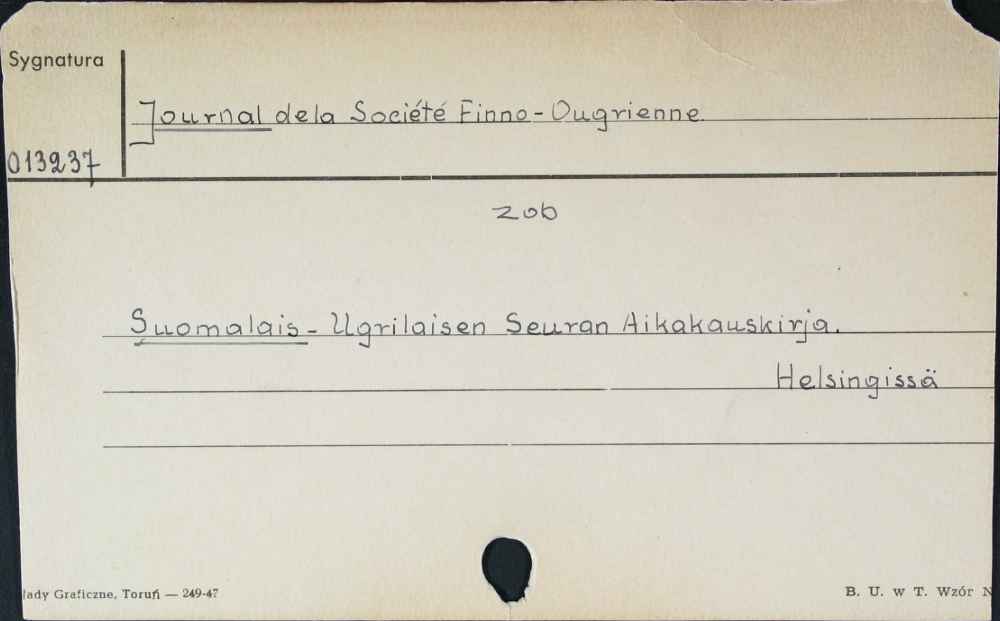 Sygnatura
Journal de la Société Finno-Ougrienne.
013237
zob
Suomalais-Ugrilaisen Seuran Aikakauskirja.
Helsingissä
łady Graficzne, Toruń — 249-47
B. U. w T. Wzór N